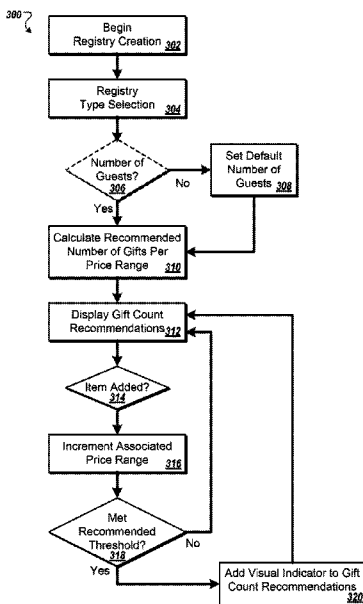 300
Begin
Registry Creation
302
Registry
Type Selection
304
Number of
Guests?
306
No
Set Default
Number of
Guests 308
Yes
Calculate Recommended
Number of Gifts Per
Price Range
310
Display Gift Count
Recommendations
312
Item Added?
314
Increment Associated
Price Range
316
Met
Recommended
Threshold?
318
No
Yes
Add Visual Indicator to Gift
Count Recommendations
320